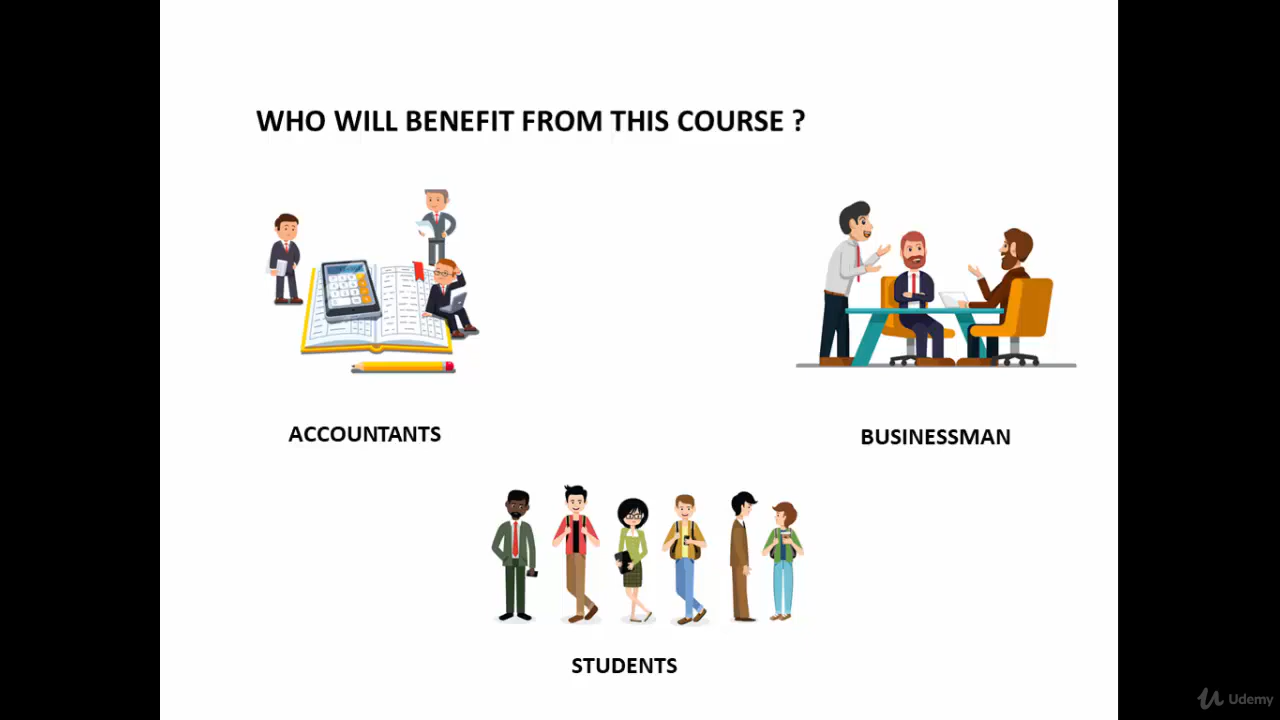 WHO WILL BENEFIT FROM THIS COURSE ?
ACCOUNTANTS
BUSINESSMAN
STUDENTS
Udemy